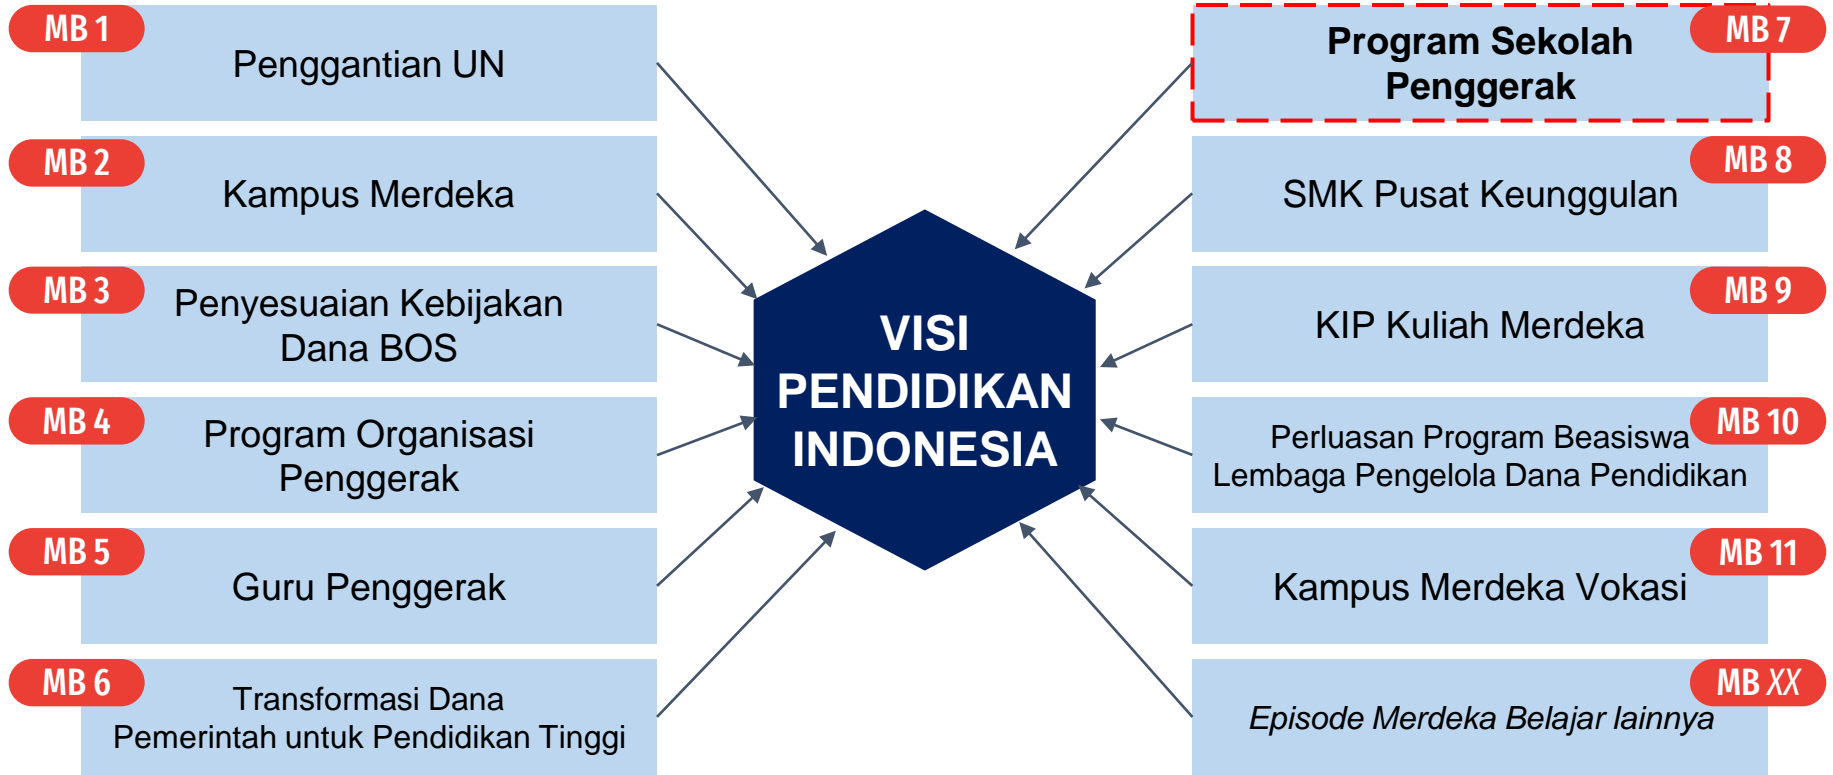 MB 1
Penggantian UN
MB 2
Kampus Merdeka
MB 3
Penyesuaian Kebijakan
Dana BOS
MB 4
Program Organisasi
Penggerak
MB 5
Guru Penggerak
MB 6
Transformasi Dana
Pemerintah untuk Pendidikan Tinggi
VISI
PENDIDIKAN
INDONESIA
MB 7
Program Sekolah
Penggerak
MB 8
SMK Pusat Keunggulan
MB 9
KIP Kuliah Merdeka
MB 10
Perluasan Program Beasiswa
Lembaga Pengelola Dana Pendidikan
MB 11
Kampus Merdeka Vokasi
MB XX
Episode Merdeka Belajar lainnya